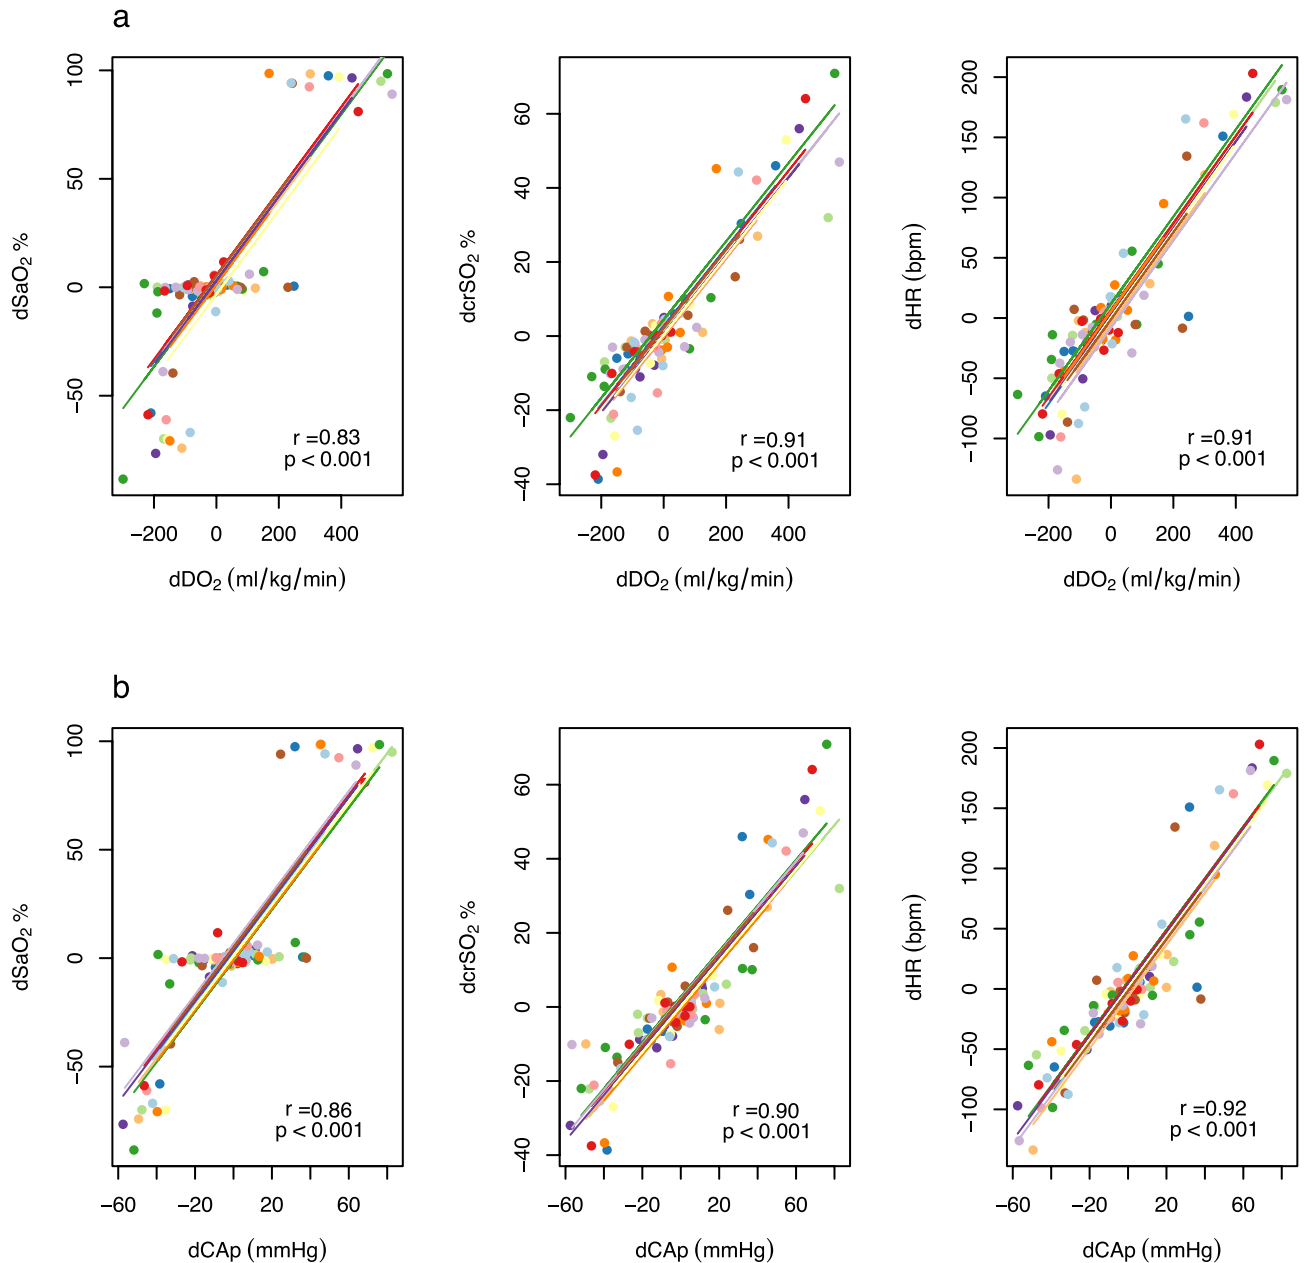 a
dSaO₂ %
100
50
0
−50
r =0.83
p < 0.001
−200 0 200 400
dDO₂ (ml/kg/min)
dcrSO₂ %
60
40
20
0
−20
−40
r =0.91
p < 0.001
−200 0 200 400
dDO₂ (ml/kg/min)
dHR (bpm)
200
150
100
50
0
−50
−100
r =0.91
p < 0.001
−200 0 200 400
dDO₂ (ml/kg/min)
b
dSaO₂ %
100
50
0
−50
r =0.86
p < 0.001
−60 −20 20 60
dCAp (mmHg)
dcrSO₂ %
60
40
20
0
−20
−40
r =0.90
p < 0.001
−60 −20 20 60
dCAp (mmHg)
dHR (bpm)
200
150
100
50
0
−50
−100
r =0.92
p < 0.001
−60 −20 20 60
dCAp (mmHg)